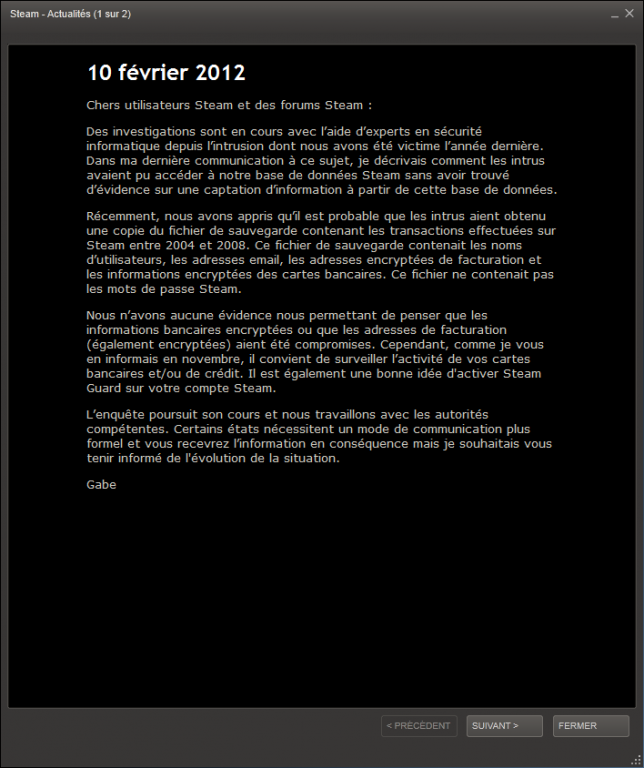 Steam - Actualités (1 sur 2)
10 février 2012
Chers utilisateurs Steam et des forums Steam :
Des investigations sont en cours avec l’aide d’experts en sécurité
informatique depuis l’intrusion dont nous avons été victime l’année dernière.
Dans ma dernière communication à ce sujet, je décrivais comment les intrus
avaient pu accéder à notre base de données Steam sans avoir trouvé
d’évidence sur une captation d’information à partir de cette base de données.
Récemment, nous avons appris qu’il est probable que les intrus aient obtenu
une copie du fichier de sauvegarde contenant les transactions effectuées sur
Steam entre 2004 et 2008. Ce fichier de sauvegarde contenait les noms
d’utilisateurs, les adresses email, les adresses encryptées de facturation et
les informations encryptées des cartes bancaires. Ce fichier ne contenait pas
les mots de passe Steam.
Nous n’avons aucune évidence nous permettant de penser que les
informations bancaires encryptées ou que les adresses de facturation
(également encryptées) aient été compromises. Cependant, comme je vous
en informais en novembre, il convient de surveiller l’activité de vos cartes
bancaires et/ou de crédit. Il est également une bonne idée d'activer Steam
Guard sur votre compte Steam.
L’enquête poursuit son cours et nous travaillons avec les autorités
compétentes. Certains états nécessitent un mode de communication plus
formel et vous recevrez l’information en conséquence mais je souhaitais vous
tenir informé de l'évolution de la situation.
Gabe
< PRÉCÉDENT SUIVANT > FERMER